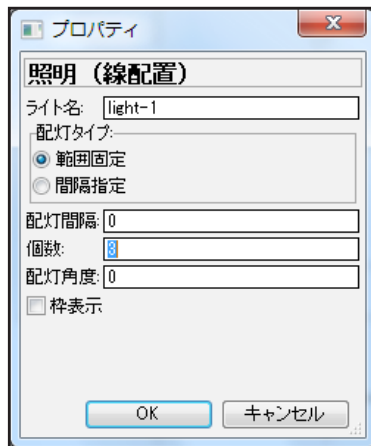 プロパティ
照明（線配置）
ライト名: light-1
配灯タイプ:
範囲固定
間隔指定
配灯間隔: 0
個数: 3
配灯角度: 0
枠表示
OK キャンセル